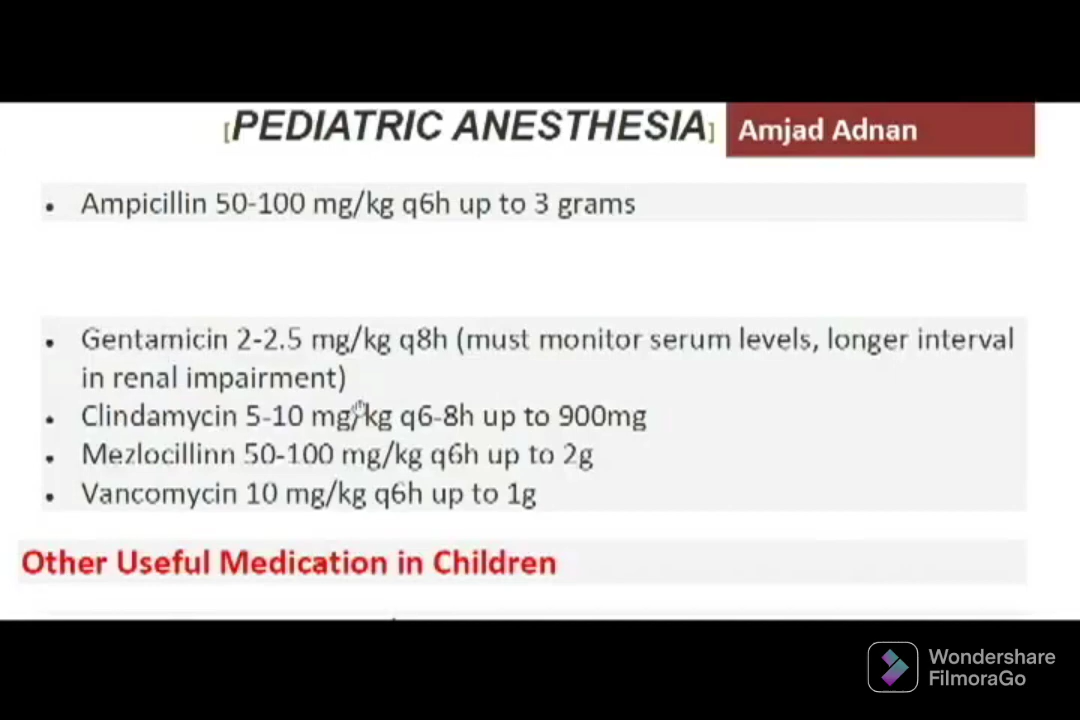 [PEDIATRIC ANESTHESIA] Amjad Adnan
• Ampicillin 50-100 mg/kg q6h up to 3 grams
• Gentamicin 2-2.5 mg/kg q8h (must monitor serum levels, longer interval
in renal impairment)
• Clindamycin 5-10 mg/kg q6-8h up to 900mg
• Mezlocillinn 50-100 mg/kg q6h up to 2g
• Vancomycin 10 mg/kg q6h up to 1g
Other Useful Medication in Children
Wondershare
FilmoraGo